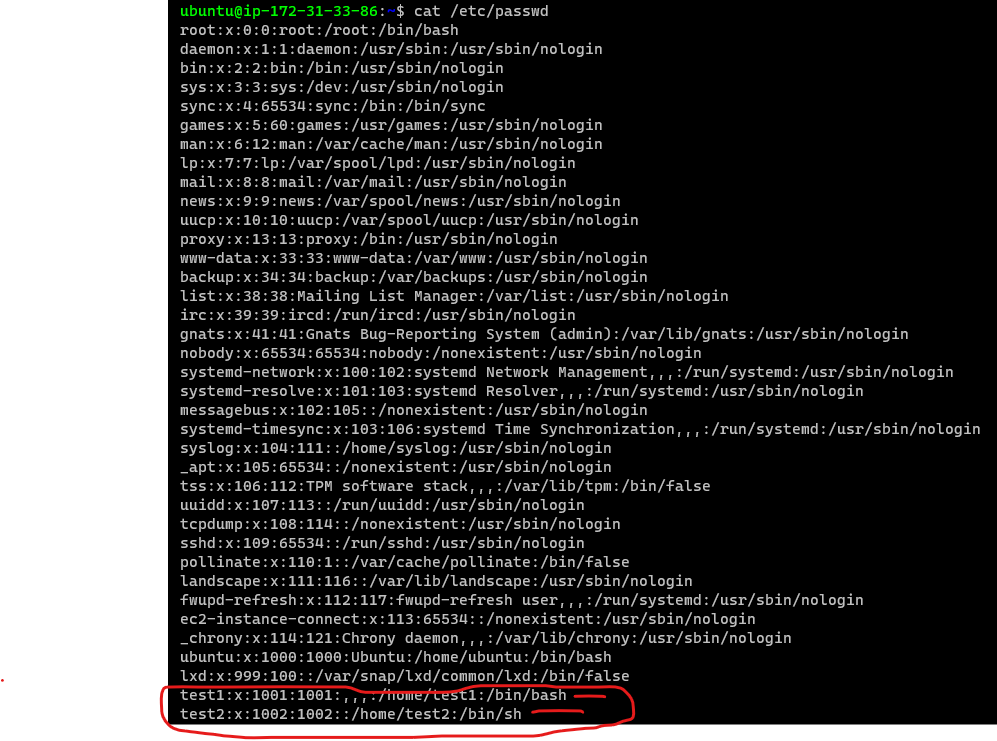 ubuntu@ip-172-31-33-86:~$ cat /etc/passwd
root:x:0:0:root:/root:/bin/bash
daemon:x:1:1:daemon:/usr/sbin:/usr/sbin/nologin
bin:x:2:2:bin:/bin:/usr/sbin/nologin
sys:x:3:3:sys:/dev:/usr/sbin/nologin
sync:x:4:65534:sync:/bin:/bin/sync
games:x:5:60:games:/usr/games:/usr/sbin/nologin
man:x:6:12:man:/var/cache/man:/usr/sbin/nologin
lp:x:7:7:lp:/var/spool/lpd:/usr/sbin/nologin
mail:x:8:8:mail:/var/mail:/usr/sbin/nologin
news:x:9:9:news:/var/spool/news:/usr/sbin/nologin
uucp:x:10:10:uucp:/var/spool/uucp:/usr/sbin/nologin
proxy:x:13:13:proxy:/bin:/usr/sbin/nologin
www-data:x:33:33:www-data:/var/www:/usr/sbin/nologin
backup:x:34:34:backup:/var/backups:/usr/sbin/nologin
list:x:38:38:Mailing List Manager:/var/list:/usr/sbin/nologin
irc:x:39:39:ircd:/run/ircd:/usr/sbin/nologin
gnats:x:41:41:Gnats Bug-Reporting System (admin):/var/lib/gnats:/usr/sbin/nologin
nobody:x:65534:65534:nobody:/nonexistent:/usr/sbin/nologin
systemd-network:x:100:102:systemd Network Management,,,:/run/systemd:/usr/sbin/nologin
systemd-resolve:x:101:103:systemd Resolver,,,:/run/systemd:/usr/sbin/nologin
messagebus:x:102:105::/nonexistent:/usr/sbin/nologin
systemd-timesync:x:103:106:systemd Time Synchronization,,,:/run/systemd:/usr/sbin/nologin
syslog:x:104:111::/home/syslog:/usr/sbin/nologin
_apt:x:105:65534::/nonexistent:/usr/sbin/nologin
tss:x:106:112:TPM software stack,,,:/var/lib/tpm:/bin/false
uuidd:x:107:113::/run/uuidd:/usr/sbin/nologin
tcpdump:x:108:114::/nonexistent:/usr/sbin/nologin
sshd:x:109:65534::/run/sshd:/usr/sbin/nologin
pollinate:x:110:1::/var/cache/pollinate:/bin/false
landscape:x:111:116::/var/lib/landscape:/usr/sbin/nologin
fwupd-refresh:x:112:117:fwupd-refresh user,,,:/run/systemd:/usr/sbin/nologin
ec2-instance-connect:x:113:65534::/nonexistent:/usr/sbin/nologin
_chrony:x:114:121:Chrony daemon,,,:/var/lib/chrony:/usr/sbin/nologin
ubuntu:x:1000:1000:Ubuntu:/home/ubuntu:/bin/bash
lxd:x:999:100::/var/snap/lxd/common/lxd:/bin/false
test1:x:1001:1001:,,,:/home/test1:/bin/bash
test2:x:1002:1002::/home/test2:/bin/sh